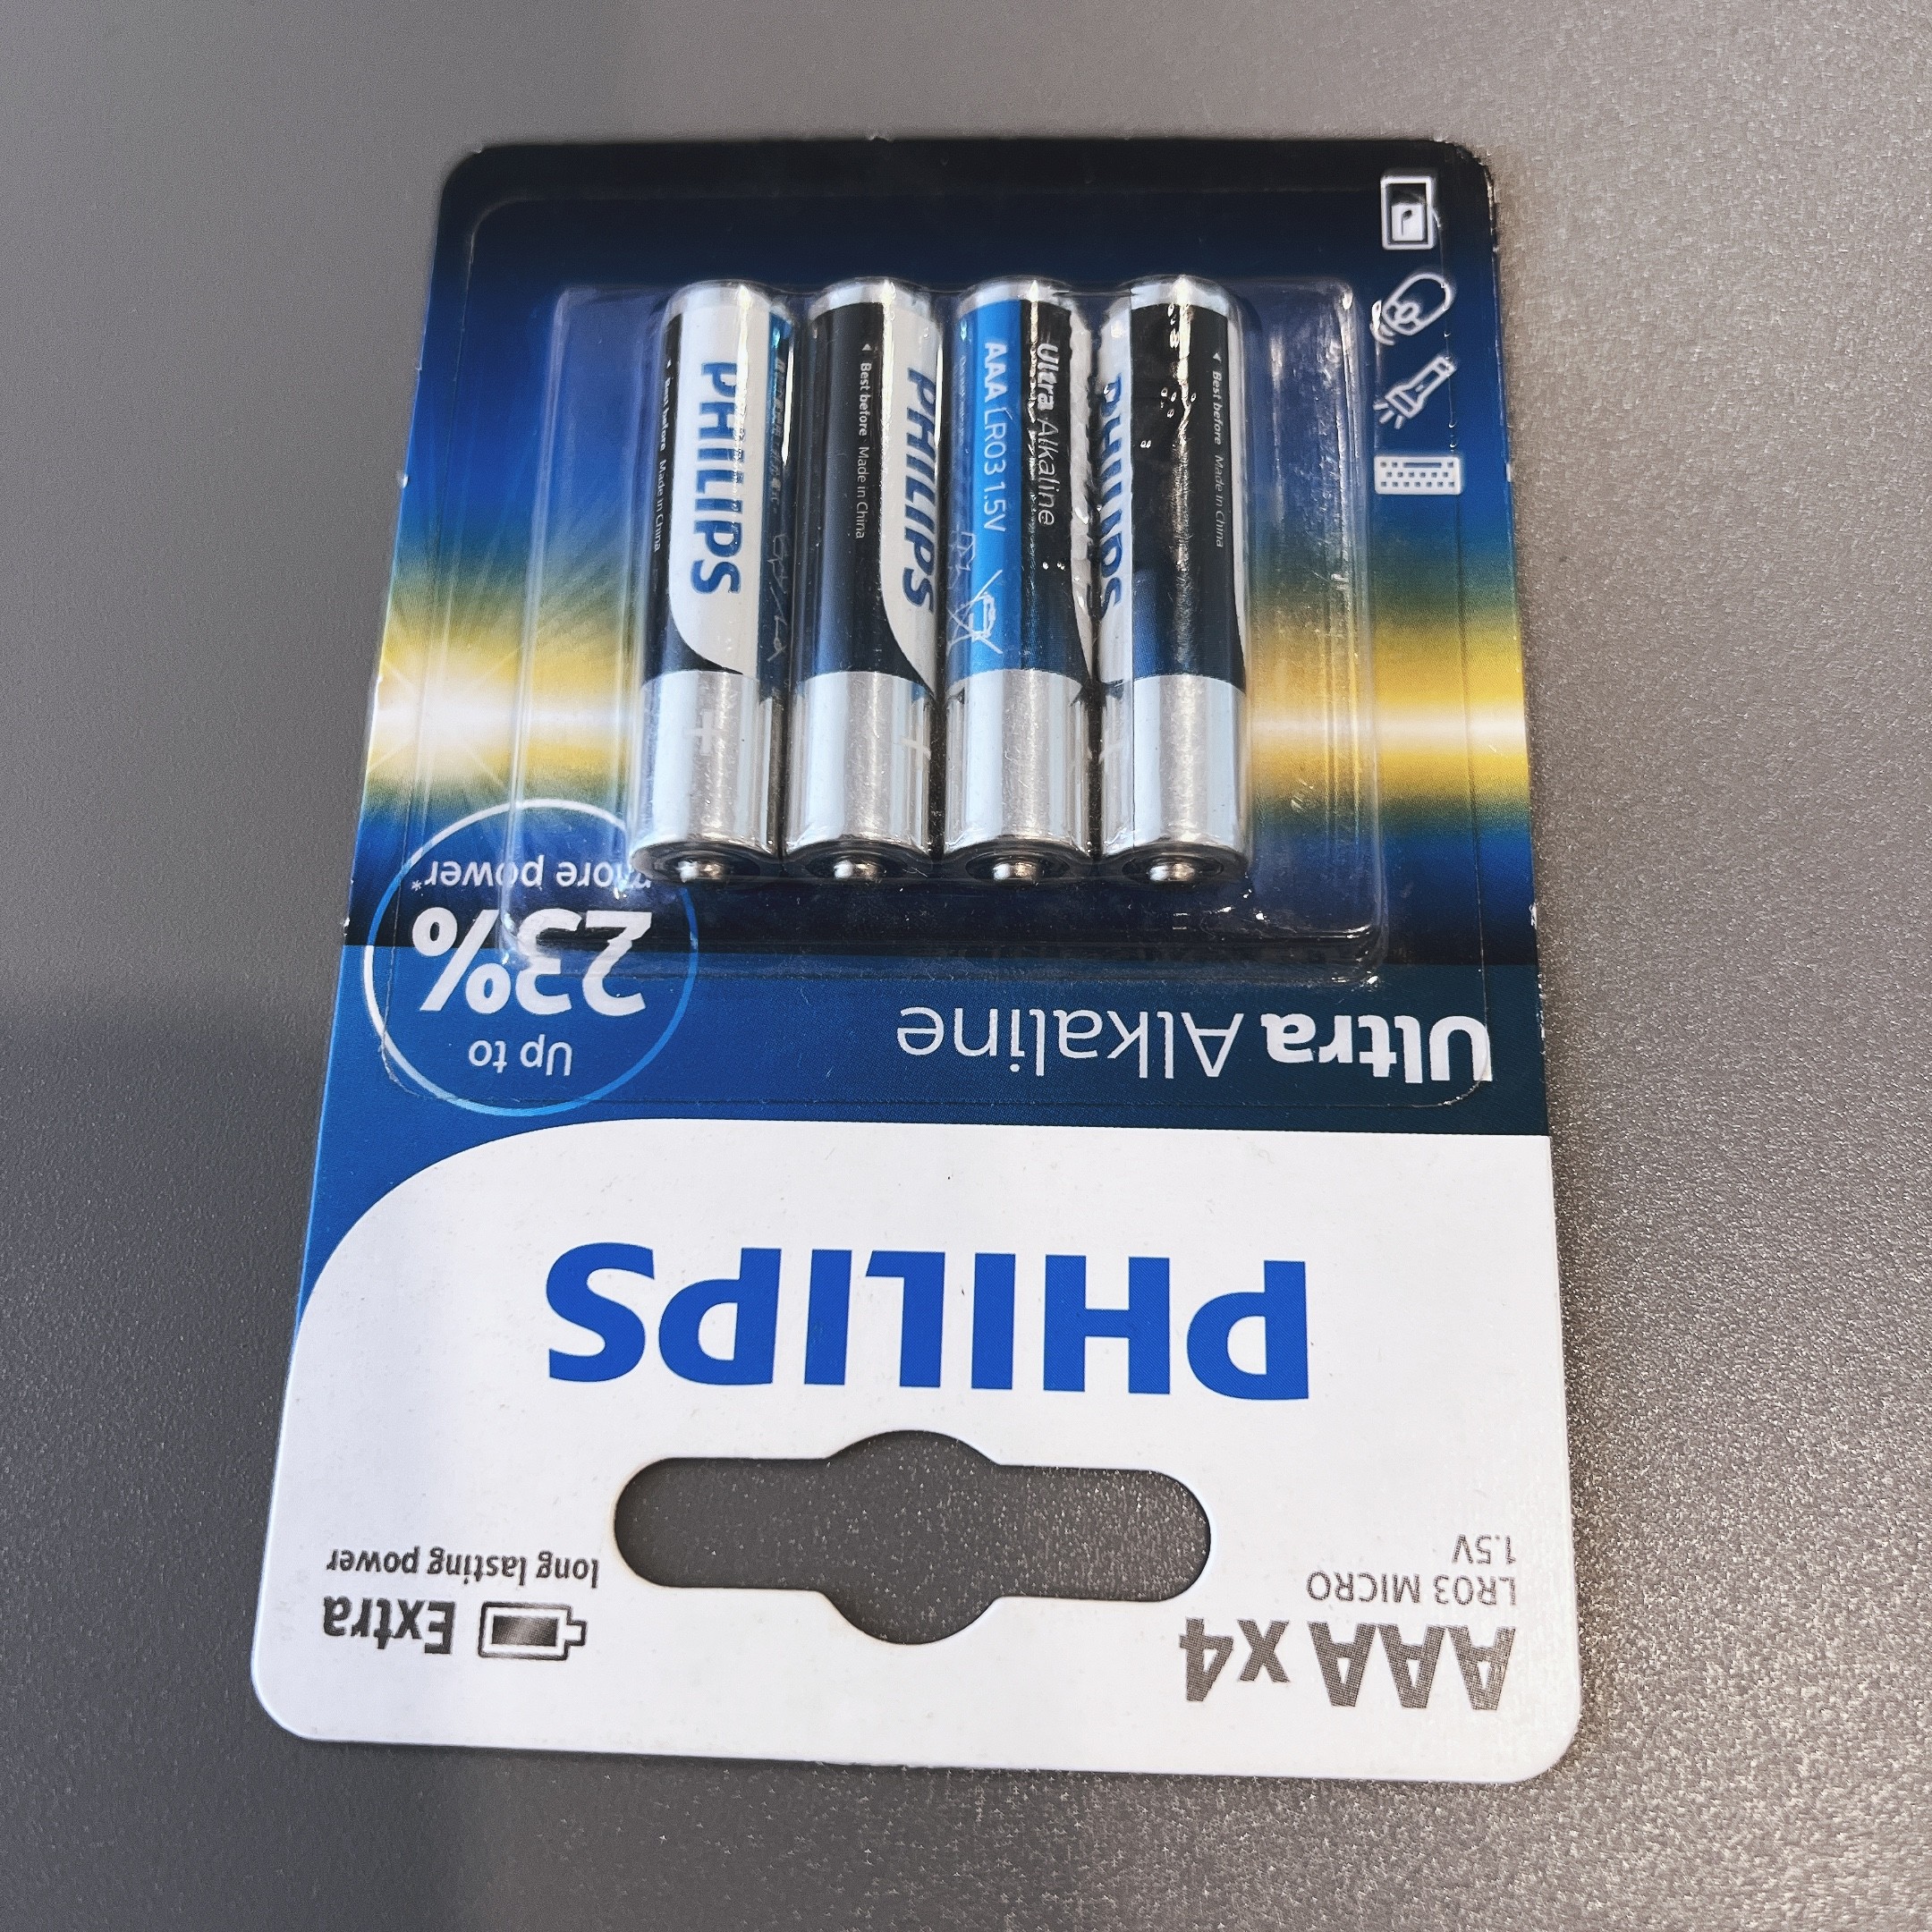 AAA x4
LR03 MICRO
1.5V
Extra
long lasting power
PHILIPS
Ultra Alkaline
Up to
23%
more power*
PHILIPS
Best before Made in China
PHILIPS
Best before Made in China
Ultra Alkaline
AAA LR03 1.5V
PHILIPS
Best before Made in China